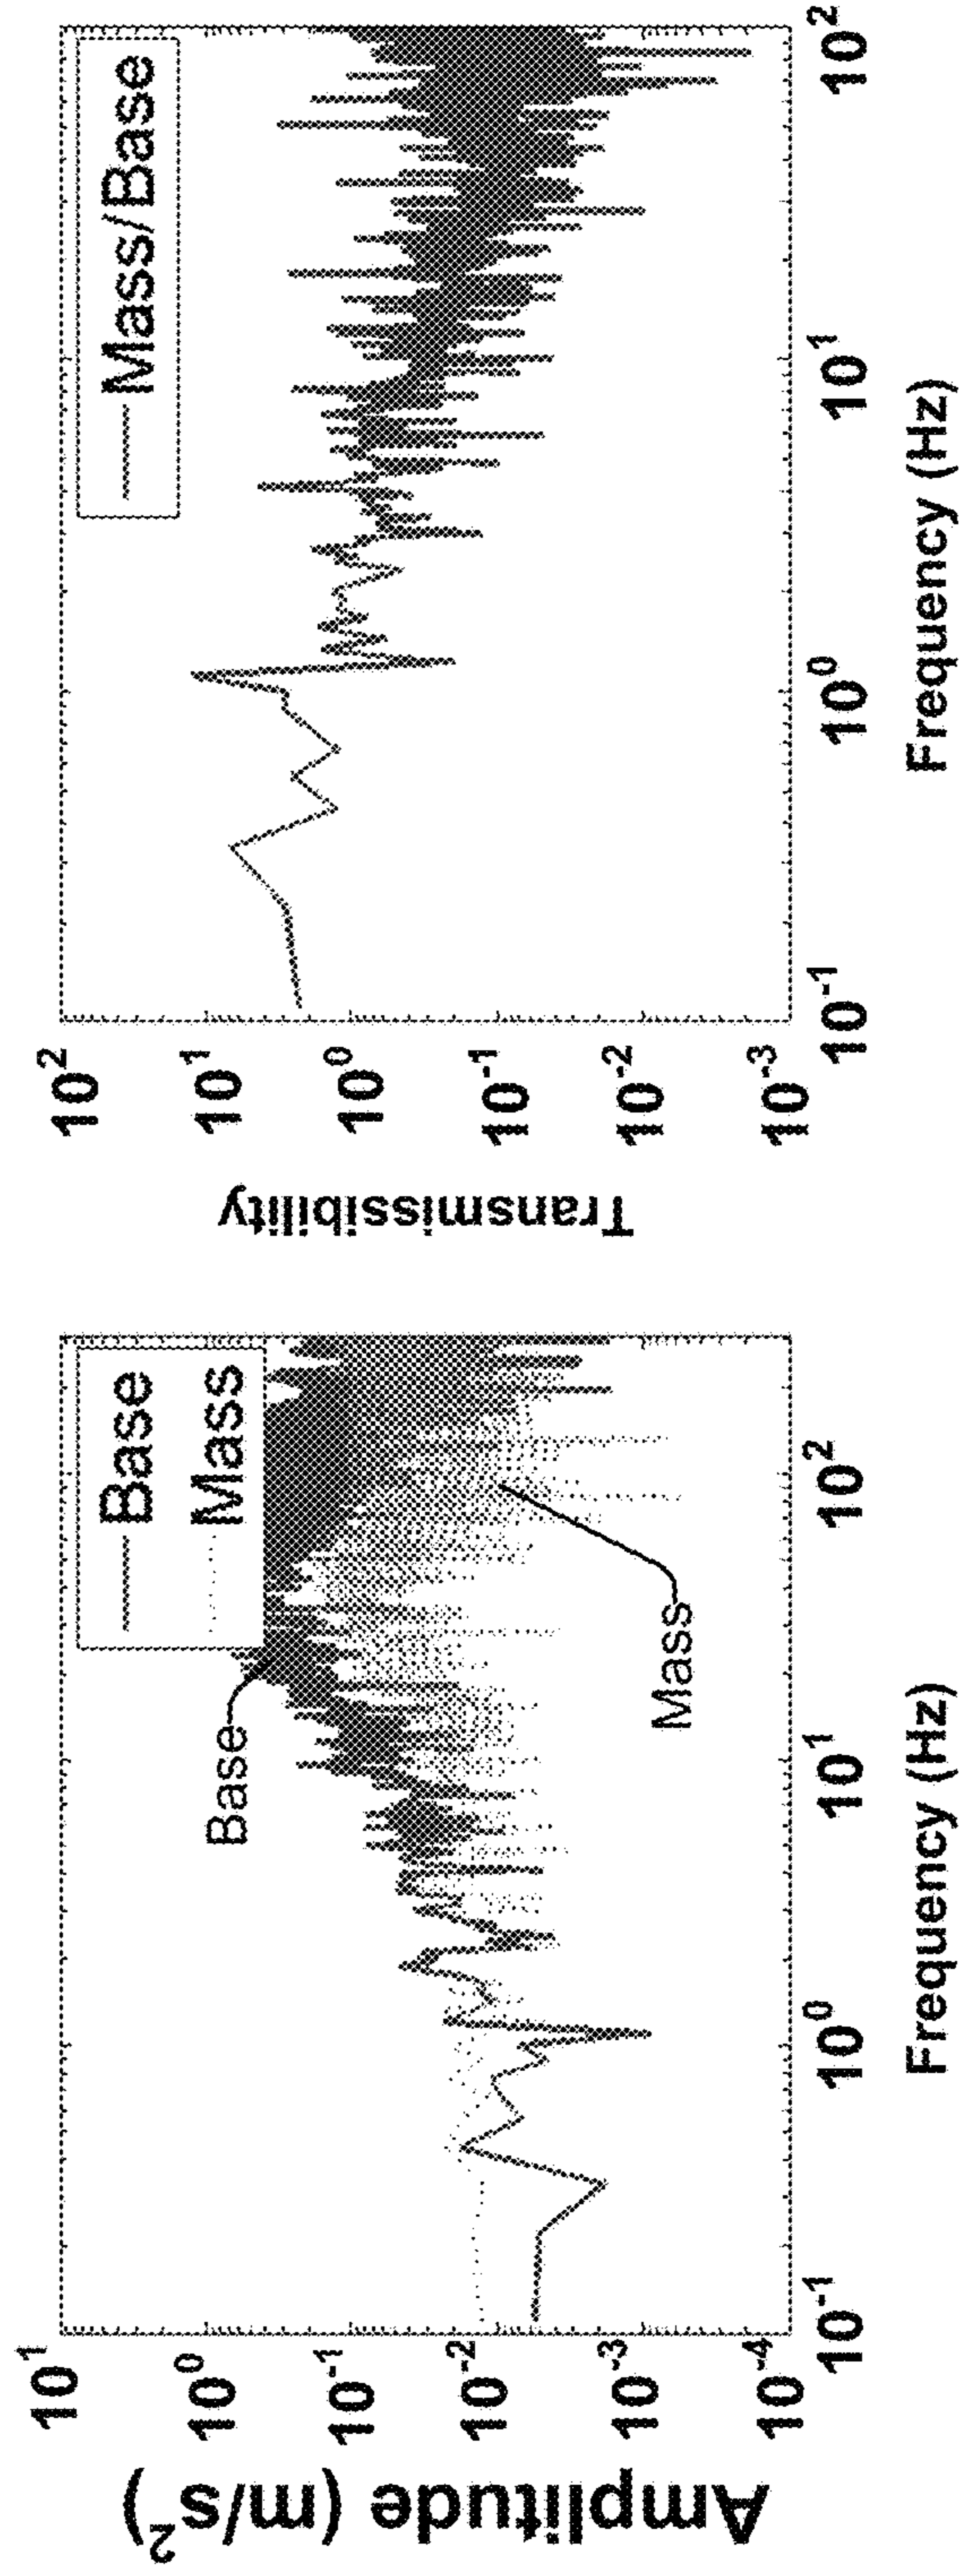 Amplitude (m/s²)
10¹
10⁰
10⁻¹
10⁻²
10⁻³
10⁻⁴
Base
Mass
Base
Mass
10⁻¹
10⁰
10¹
10²
Frequency (Hz)
Transmissibility
10²
10¹
10⁰
10⁻¹
10⁻²
10⁻³
Mass/Base
10⁻¹
10⁰
10¹
10²
Frequency (Hz)